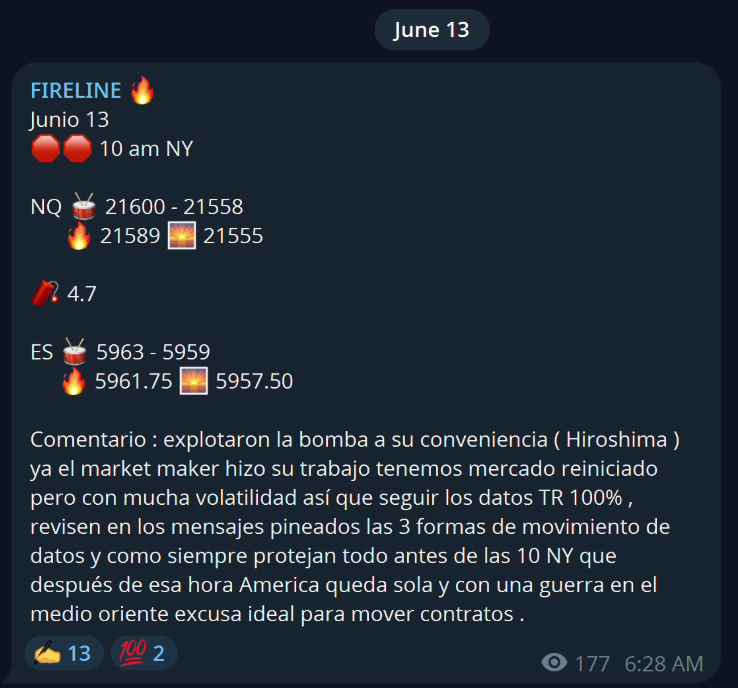 June 13
FIRELINE 🔥
Junio 13
🛑🛑 10 am NY
NQ 🥁 21600 - 21558
🔥 21589 🌅 21555
🧨 4.7
ES 🥁 5963 - 5959
🔥 5961.75 🌅 5957.50
Comentario : explotaron la bomba a su conveniencia ( Hiroshima )
ya el market maker hizo su trabajo tenemos mercado reiniciado
pero con mucha volatilidad así que seguir los datos TR 100% ,
revisen en los mensajes pineados las 3 formas de movimiento de
datos y como siempre protejan todo antes de las 10 NY que
después de esa hora America queda sola y con una guerra en el
medio oriente excusa ideal para mover contratos .
✍️ 13 💯 2 177 6:28 AM